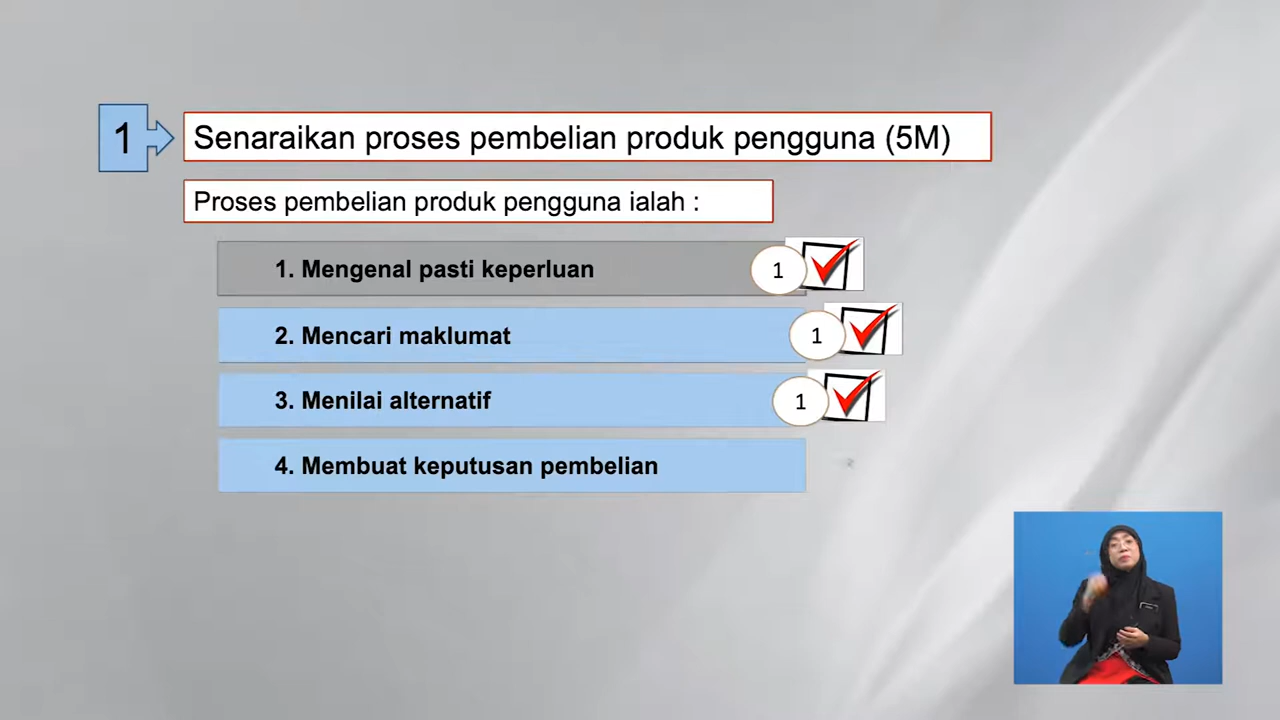 1
Senaraikan proses pembelian produk pengguna (5M)
Proses pembelian produk pengguna ialah :
1. Mengenal pasti keperluan
1
2. Mencari maklumat
1
3. Menilai alternatif
1
4. Membuat keputusan pembelian